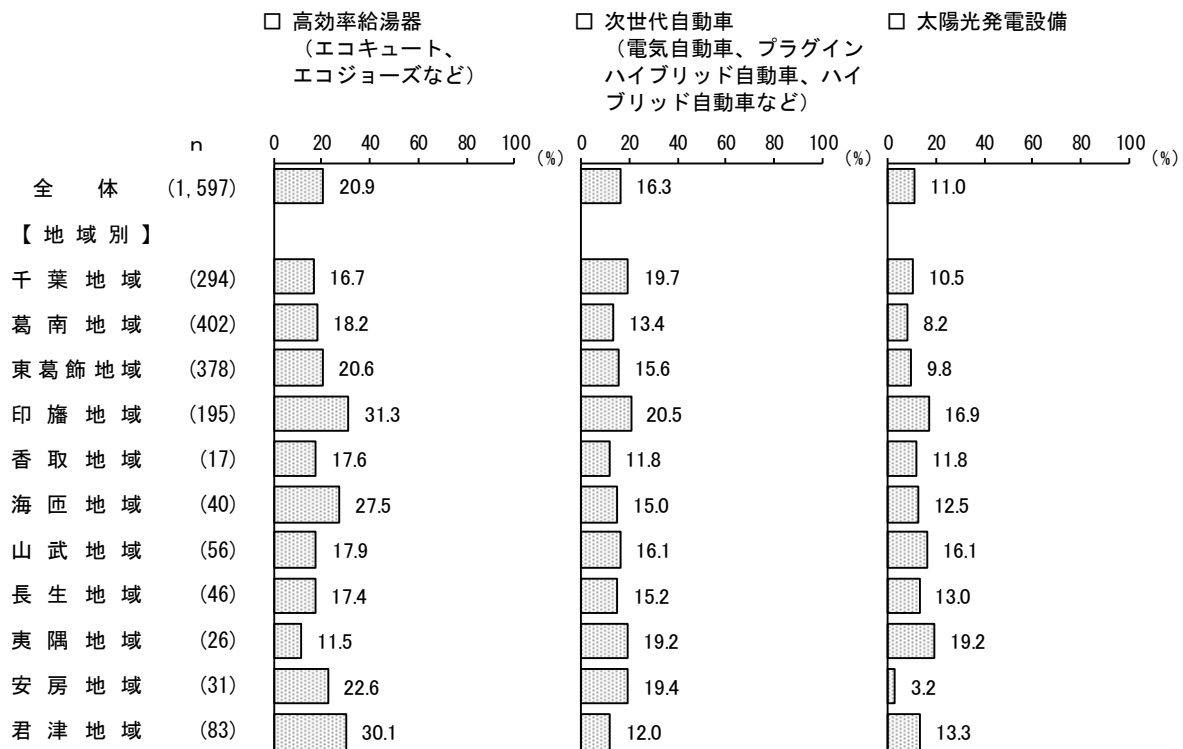 □ 高効率給湯器
（エコキュート、
エコジョーズなど）
□ 次世代自動車
（電気自動車、プラグイン
ハイブリッド自動車、ハイ
ブリッド自動車など）
□ 太陽光発電設備
n
0 20 40 60 80 100 (%)
0 20 40 60 80 100 (%)
0 20 40 60 80 100 (%)
全体 (1,597) 20.9 16.3 11.0
【地域別】
千葉地域 (294) 16.7 19.7 10.5
葛南地域 (402) 18.2 13.4 8.2
東葛飾地域 (378) 20.6 15.6 9.8
印旛地域 (195) 31.3 20.5 16.9
香取地域 (17) 17.6 11.8 11.8
海匝地域 (40) 27.5 15.0 12.5
山武地域 (56) 17.9 16.1 16.1
長生地域 (46) 17.4 15.2 13.0
夷隅地域 (26) 11.5 19.2 19.2
安房地域 (31) 22.6 19.4 3.2
君津地域 (83) 30.1 12.0 13.3